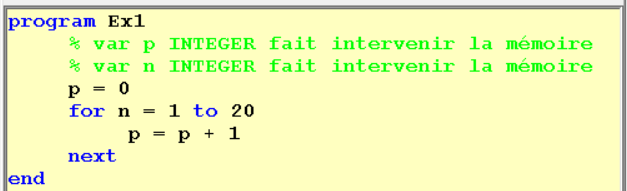 program Ex1
% var p INTEGER fait intervenir la mémoire
% var n INTEGER fait intervenir la mémoire
p = 0
for n = 1 to 20
p = p + 1
next
end